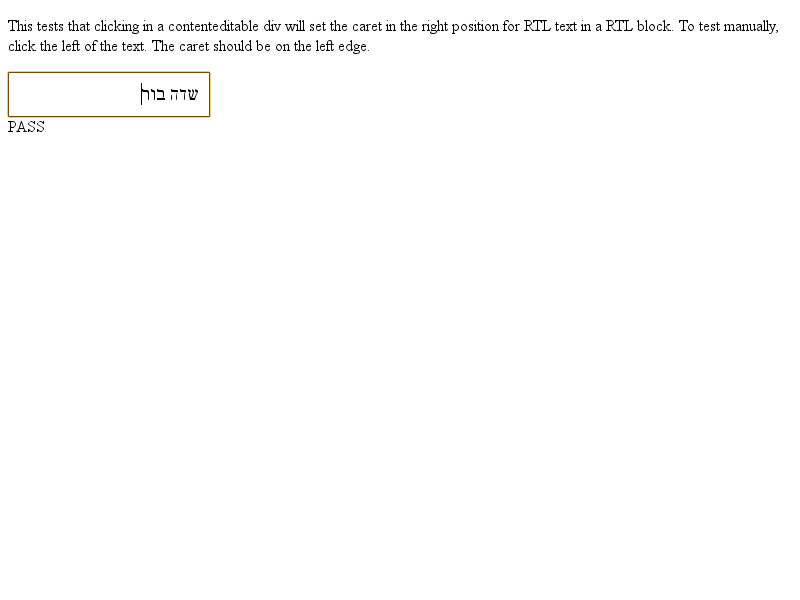 This tests that clicking in a contenteditable div will set the caret in the right position for RTL text in a RTL block. To test manually,
click the left of the text. The caret should be on the left edge.
שדה בור
PASS